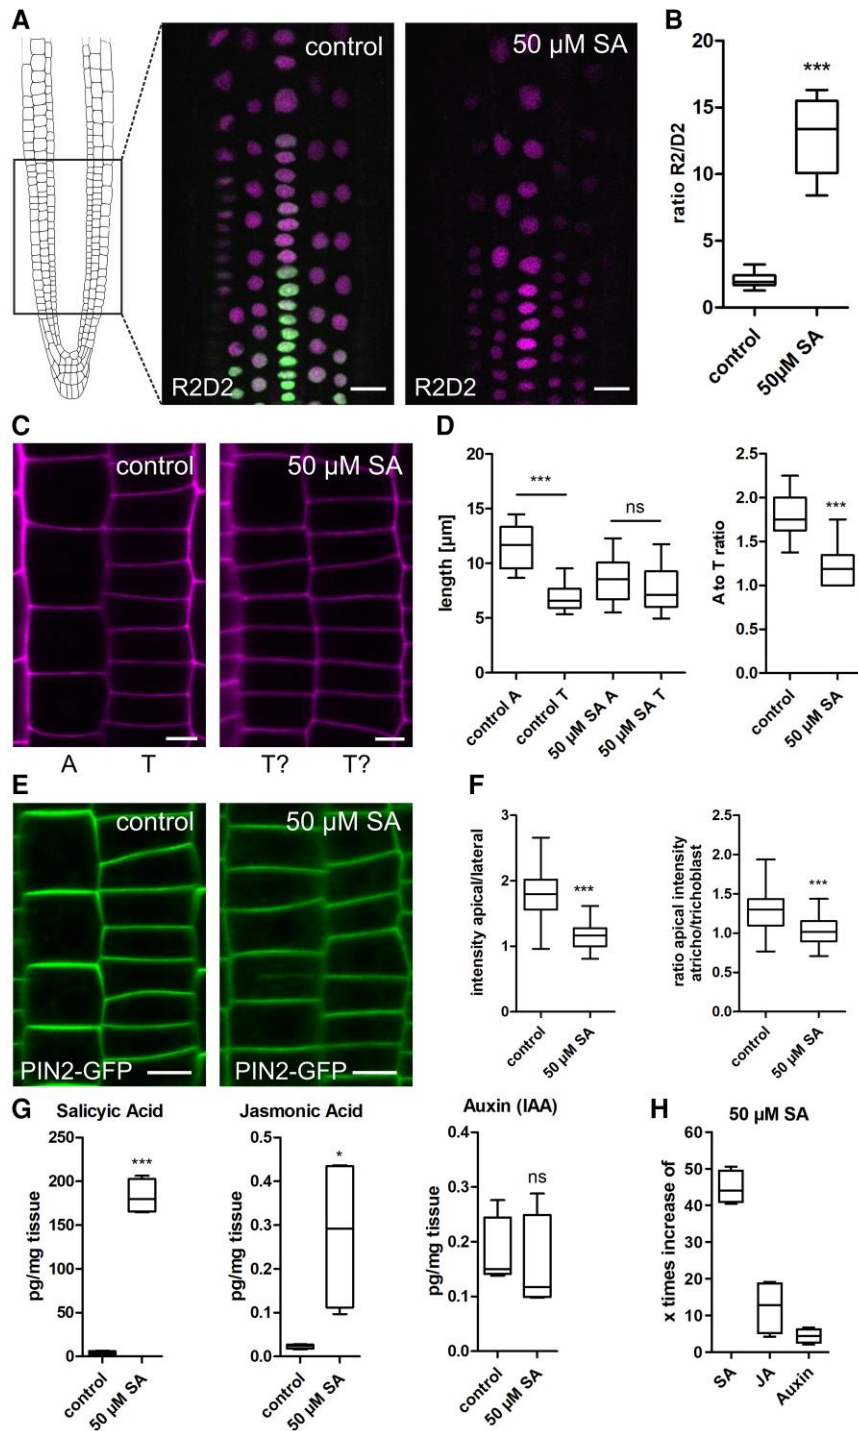 A
control
50 µM SA
R2D2
R2D2
B
ratio R2/D2
20
15
10
5
0
***
control
50µM SA
C
control
50 µM SA
A
T
T?
T?
D
length [µm]
20
15
10
5
0
***
ns
control A
control T
50 µM SA A
50 µM SA T
A to T ratio
2.5
2.0
1.5
1.0
0.5
0.0
***
control
50 µM SA
E
control
50 µM SA
PIN2-GFP
PIN2-GFP
F
intensity apical/lateral
3
2
1
0
***
control
50 µM SA
ratio apical intensity
atricho/trichoblast
2.5
2.0
1.5
1.0
0.5
0.0
***
control
50 µM SA
G
Salicyic Acid
pg/mg tissue
250
200
150
100
50
0
***
control
50 µM SA
Jasmonic Acid
pg/mg tissue
0.5
0.4
0.3
0.2
0.1
0.0
*
control
50 µM SA
Auxin (IAA)
pg/mg tissue
0.4
0.3
0.2
0.1
0.0
ns
control
50 µM SA
H
50 µM SA
x times increase of
60
50
40
30
20
10
0
SA
JA
Auxin